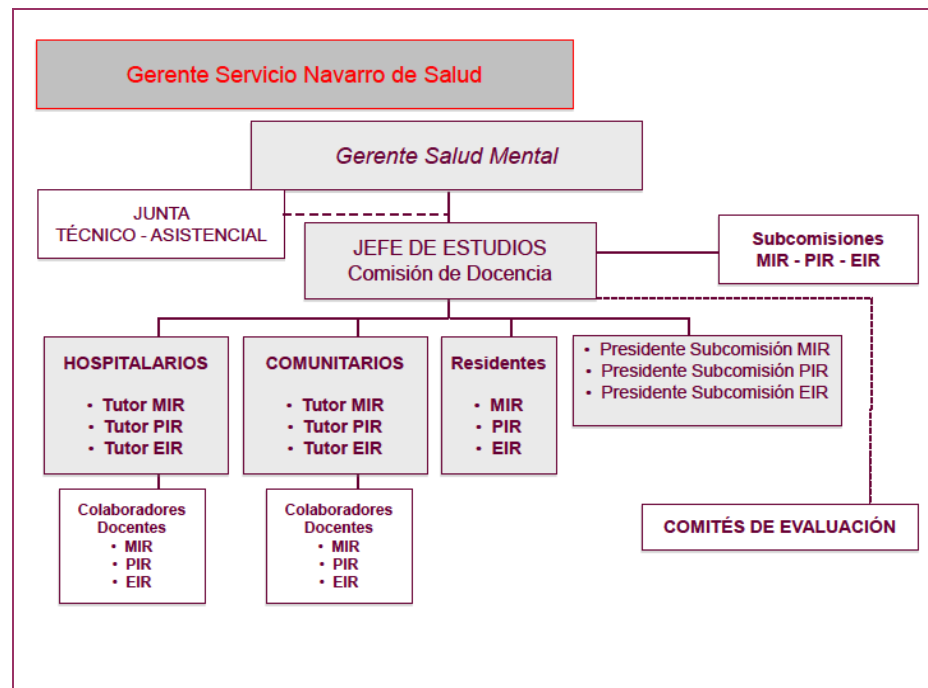 Gerente Servicio Navarro de Salud
Gerente Salud Mental
JUNTA
TÉCNICO - ASISTENCIAL
JEFE DE ESTUDIOS
Comisión de Docencia
Subcomisiones
MIR - PIR - EIR
HOSPITALARIOS
• Tutor MIR
• Tutor PIR
• Tutor EIR
COMUNITARIOS
• Tutor MIR
• Tutor PIR
• Tutor EIR
Residentes
• MIR
• PIR
• EIR
• Presidente Subcomisión MIR
• Presidente Subcomisión PIR
• Presidente Subcomisión EIR
Colaboradores
Docentes
• MIR
• PIR
• EIR
Colaboradores
Docentes
• MIR
• PIR
• EIR
COMITÉS DE EVALUACIÓN